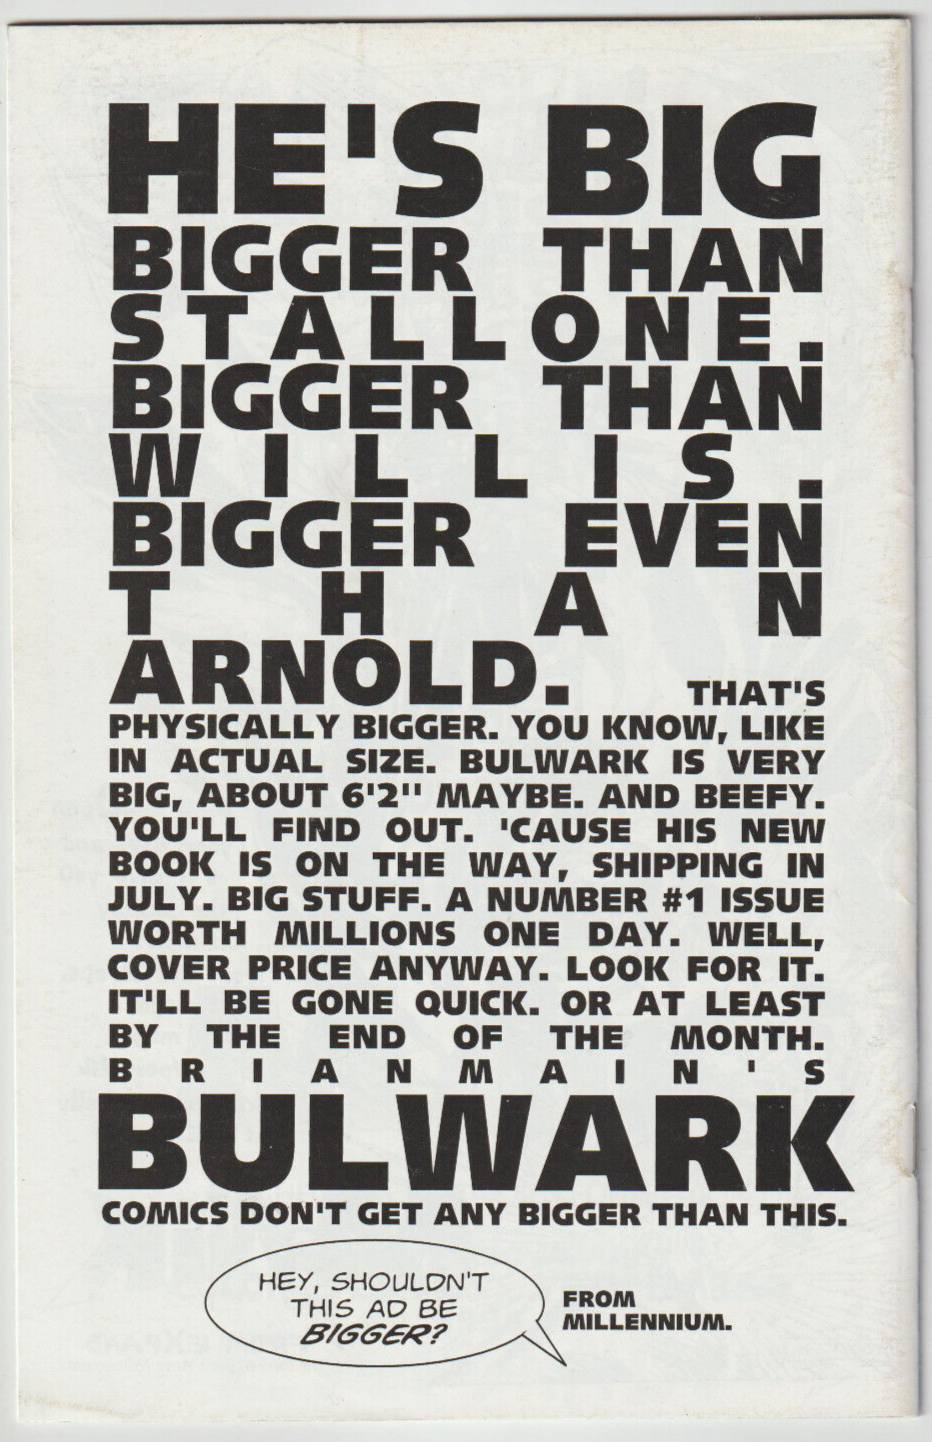 HE'S BIG
BIGGER THAN
STALLONE.
BIGGER THAN
WILLIS.
BIGGER EVEN
THAN
ARNOLD. THAT'S
PHYSICALLY BIGGER. YOU KNOW, LIKE
IN ACTUAL SIZE. BULWARK IS VERY
BIG, ABOUT 6'2" MAYBE. AND BEEFY.
YOU'LL FIND OUT. 'CAUSE HIS NEW
BOOK IS ON THE WAY, SHIPPING IN
JULY. BIG STUFF. A NUMBER #1 ISSUE
WORTH MILLIONS ONE DAY. WELL,
COVER PRICE ANYWAY. LOOK FOR IT.
IT'LL BE GONE QUICK. OR AT LEAST
BY THE END OF THE MONTH.
BRIAN MAIN'S
BULWARK
COMICS DON'T GET ANY BIGGER THAN THIS.
HEY, SHOULDN'T
THIS AD BE
BIGGER?
FROM
MILLENNIUM.